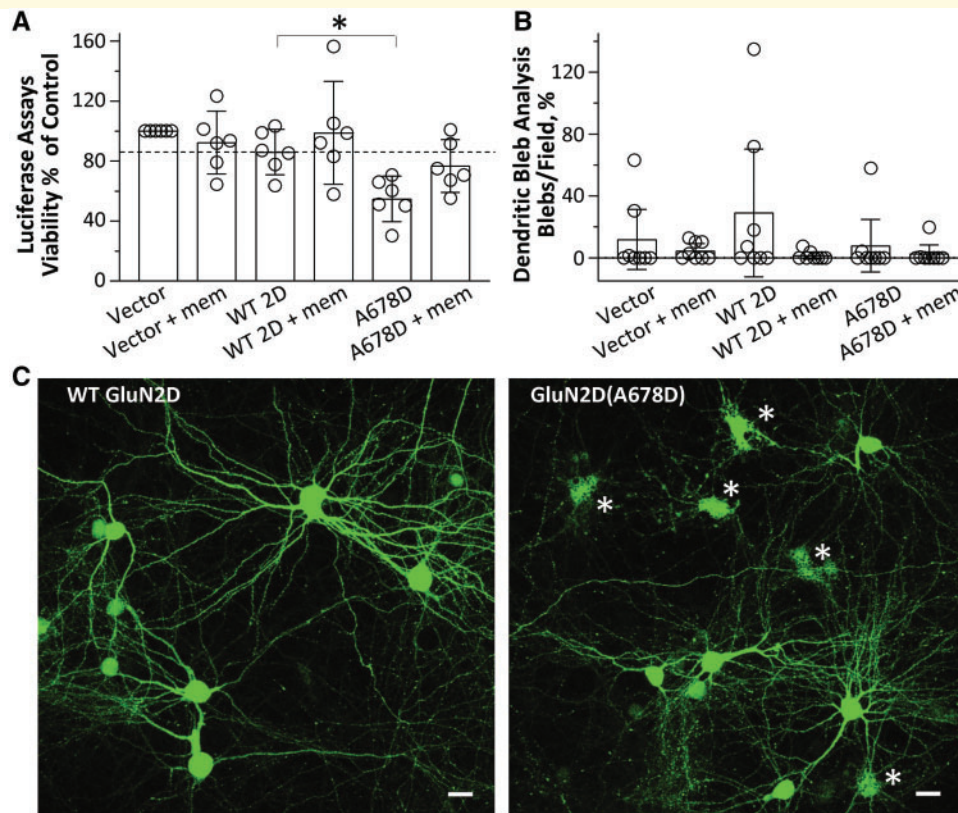 A
B
*
Luciferase Assays
Viability % of Control
160
120
80
40
0
Vector
Vector + mem
WT 2D
WT 2D + mem
A678D
A678D + mem
Dendritic Bleb Analysis
Blebs/Field, %
120
80
40
0
Vector
Vector + mem
WT 2D
WT 2D + mem
A678D
A678D + mem
C
WT GluN2D
GluN2D(A678D)
*
*
*
*
*